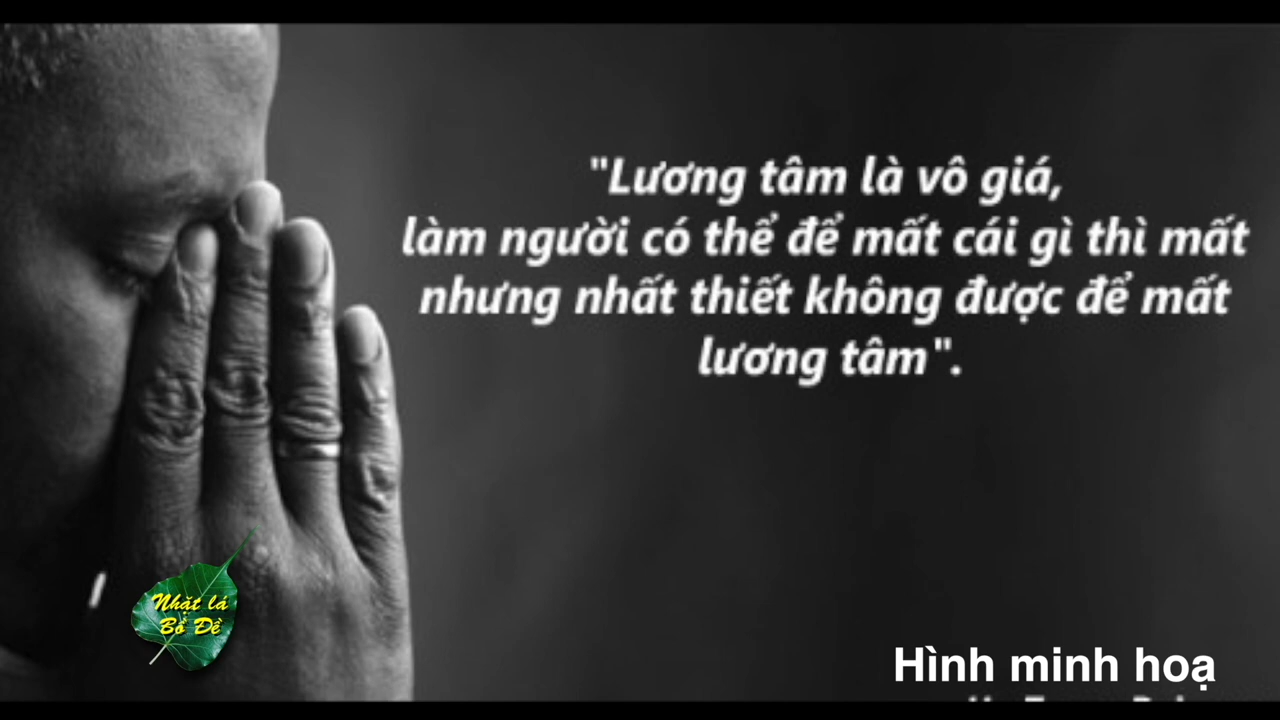 "Lương tâm là vô giá,
làm người có thể để mất cái gì thì mất
nhưng nhất thiết không được để mất
lương tâm".
Nhặt lá
Bồ Đề
Hình minh hoạ